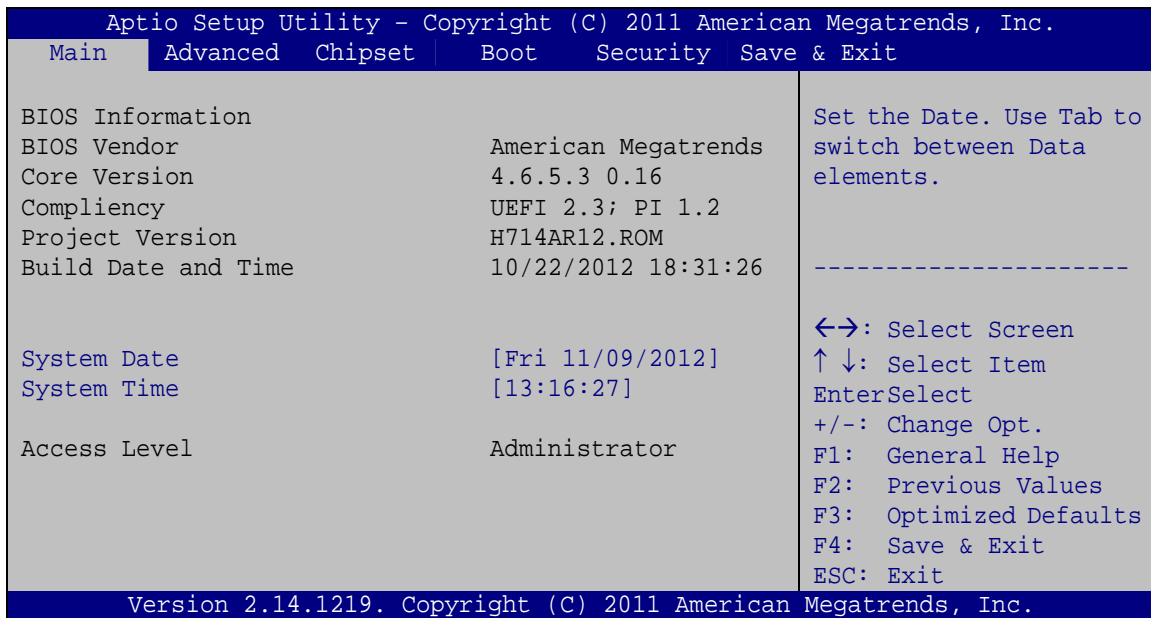 Aptio Setup Utility – Copyright (C) 2011 American Megatrends, Inc.
Main Advanced Chipset Boot Security Save & Exit
BIOS Information
BIOS Vendor American Megatrends
Core Version 4.6.5.3 0.16
Compliency UEFI 2.3; PI 1.2
Project Version H714AR12.ROM
Build Date and Time 10/22/2012 18:31:26
System Date [Fri 11/09/2012]
System Time [13:16:27]
Access Level Administrator
Set the Date. Use Tab to
switch between Data
elements.
----------------------
←→: Select Screen
↑ ↓: Select Item
EnterSelect
+/-: Change Opt.
F1: General Help
F2: Previous Values
F3: Optimized Defaults
F4: Save & Exit
ESC: Exit
Version 2.14.1219. Copyright (C) 2011 American Megatrends, Inc.